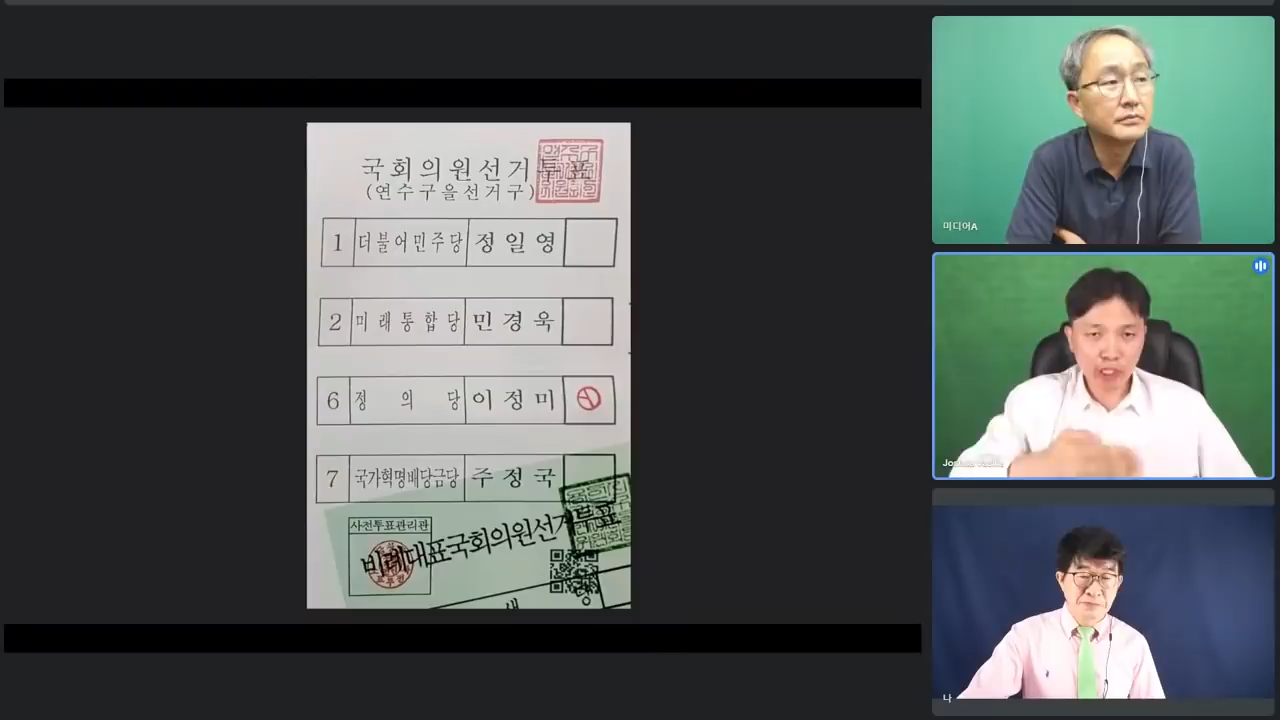 국회의원선거투표
(연수구을선거구)
1 더불어민주당 정일영
2 미래통합당 민경욱
6 정의당 이정미
7 국가혁명배당금당 주정국
사전투표관리관
비례대표국회의원선거투표
미디어A
나